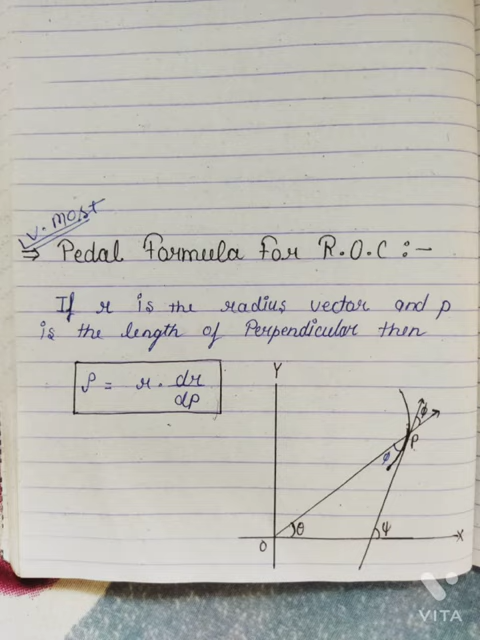 V. most
⇒ Pedal Formula For R.O.C :-
If r is the radius vector and p
is the length of Perpendicular then
ρ = r. dr/dp
Y
φ
P
φ
O
θ
ψ
X
VITA